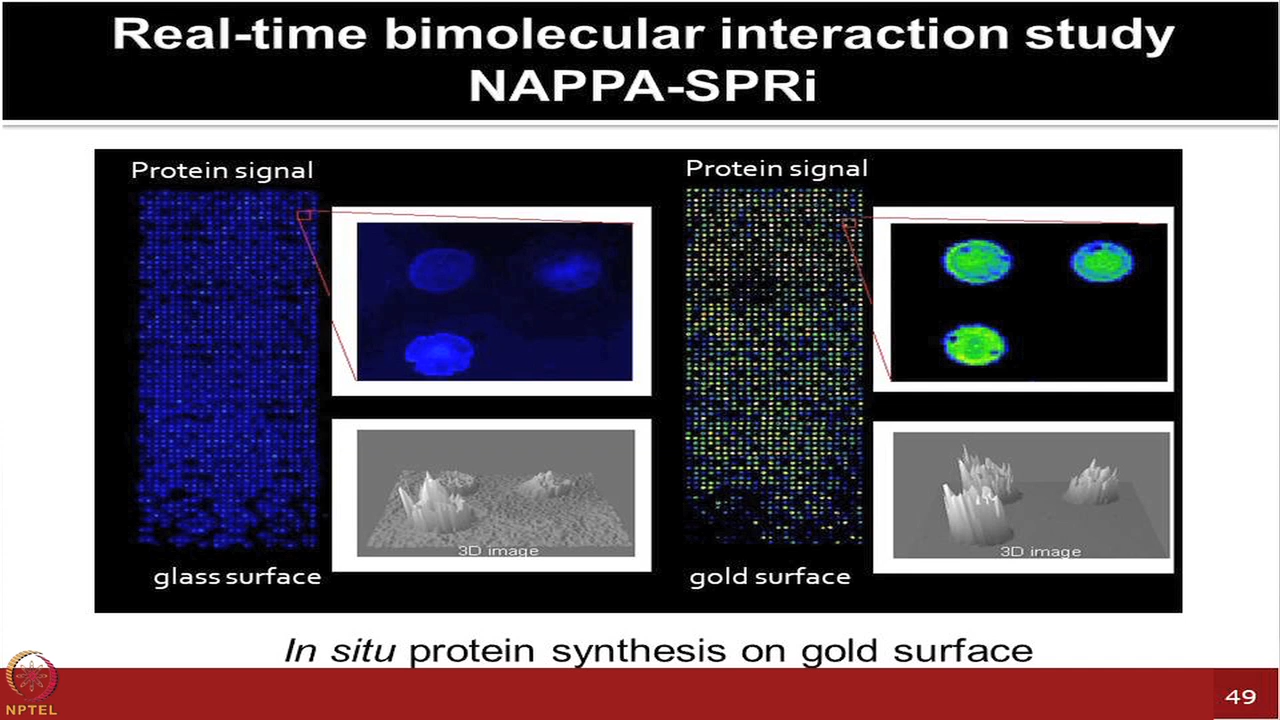 Real-time bimolecular interaction study
NAPPA-SPRi
Protein signal
glass surface
3D image
Protein signal
gold surface
3D image
In situ protein synthesis on gold surface
NPTEL
49